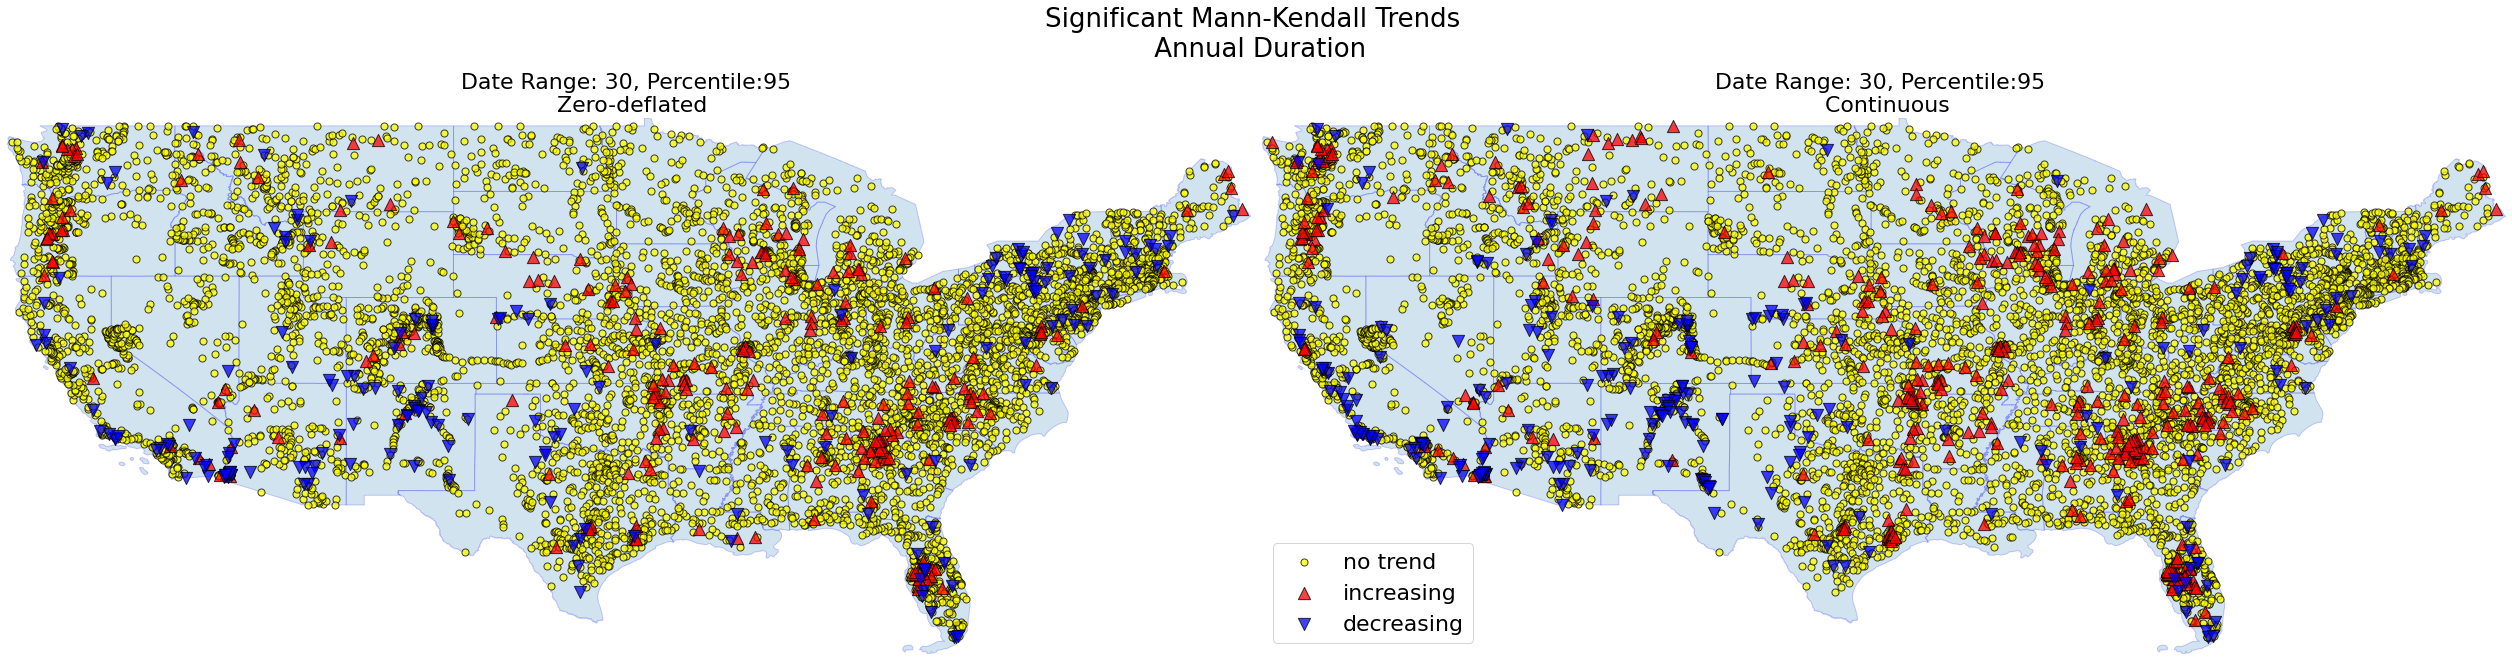 Significant Mann-Kendall Trends
Annual Duration
Date Range: 30, Percentile:95
Zero-deflated
Date Range: 30, Percentile:95
Continuous
no trend
increasing
decreasing